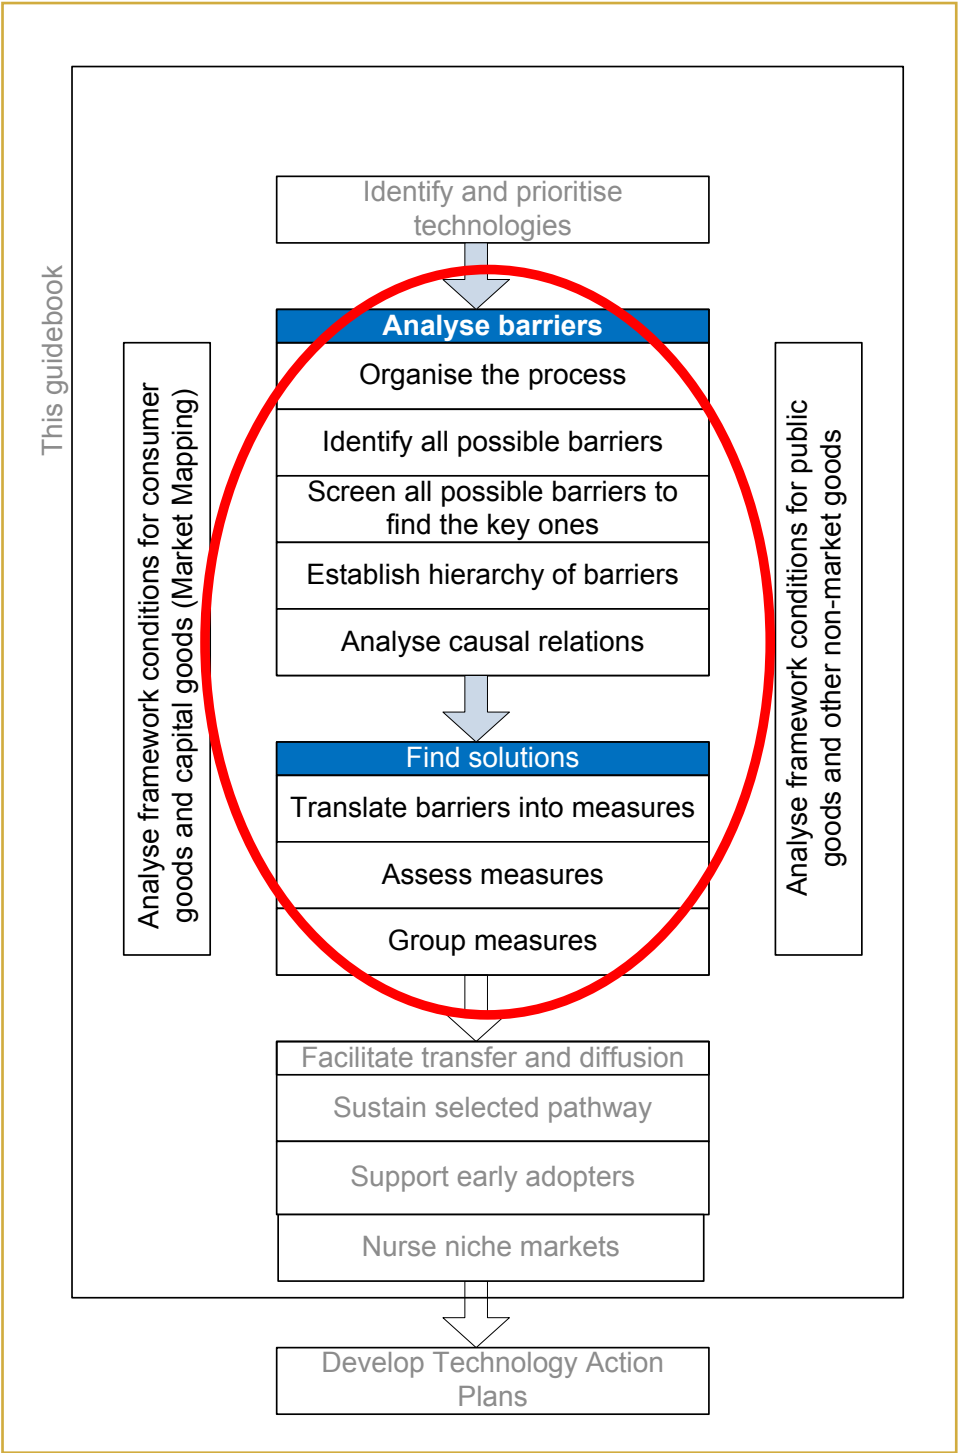 This guidebook
Identify and prioritise
technologies
Analyse barriers
Organise the process
Identify all possible barriers
Screen all possible barriers to
find the key ones
Establish hierarchy of barriers
Analyse causal relations
Analyse framework conditions for consumer
goods and capital goods (Market Mapping)
Analyse framework conditions for public
goods and other non-market goods
Find solutions
Translate barriers into measures
Assess measures
Group measures
Facilitate transfer and diffusion
Sustain selected pathway
Support early adopters
Nurse niche markets
Develop Technology Action
Plans